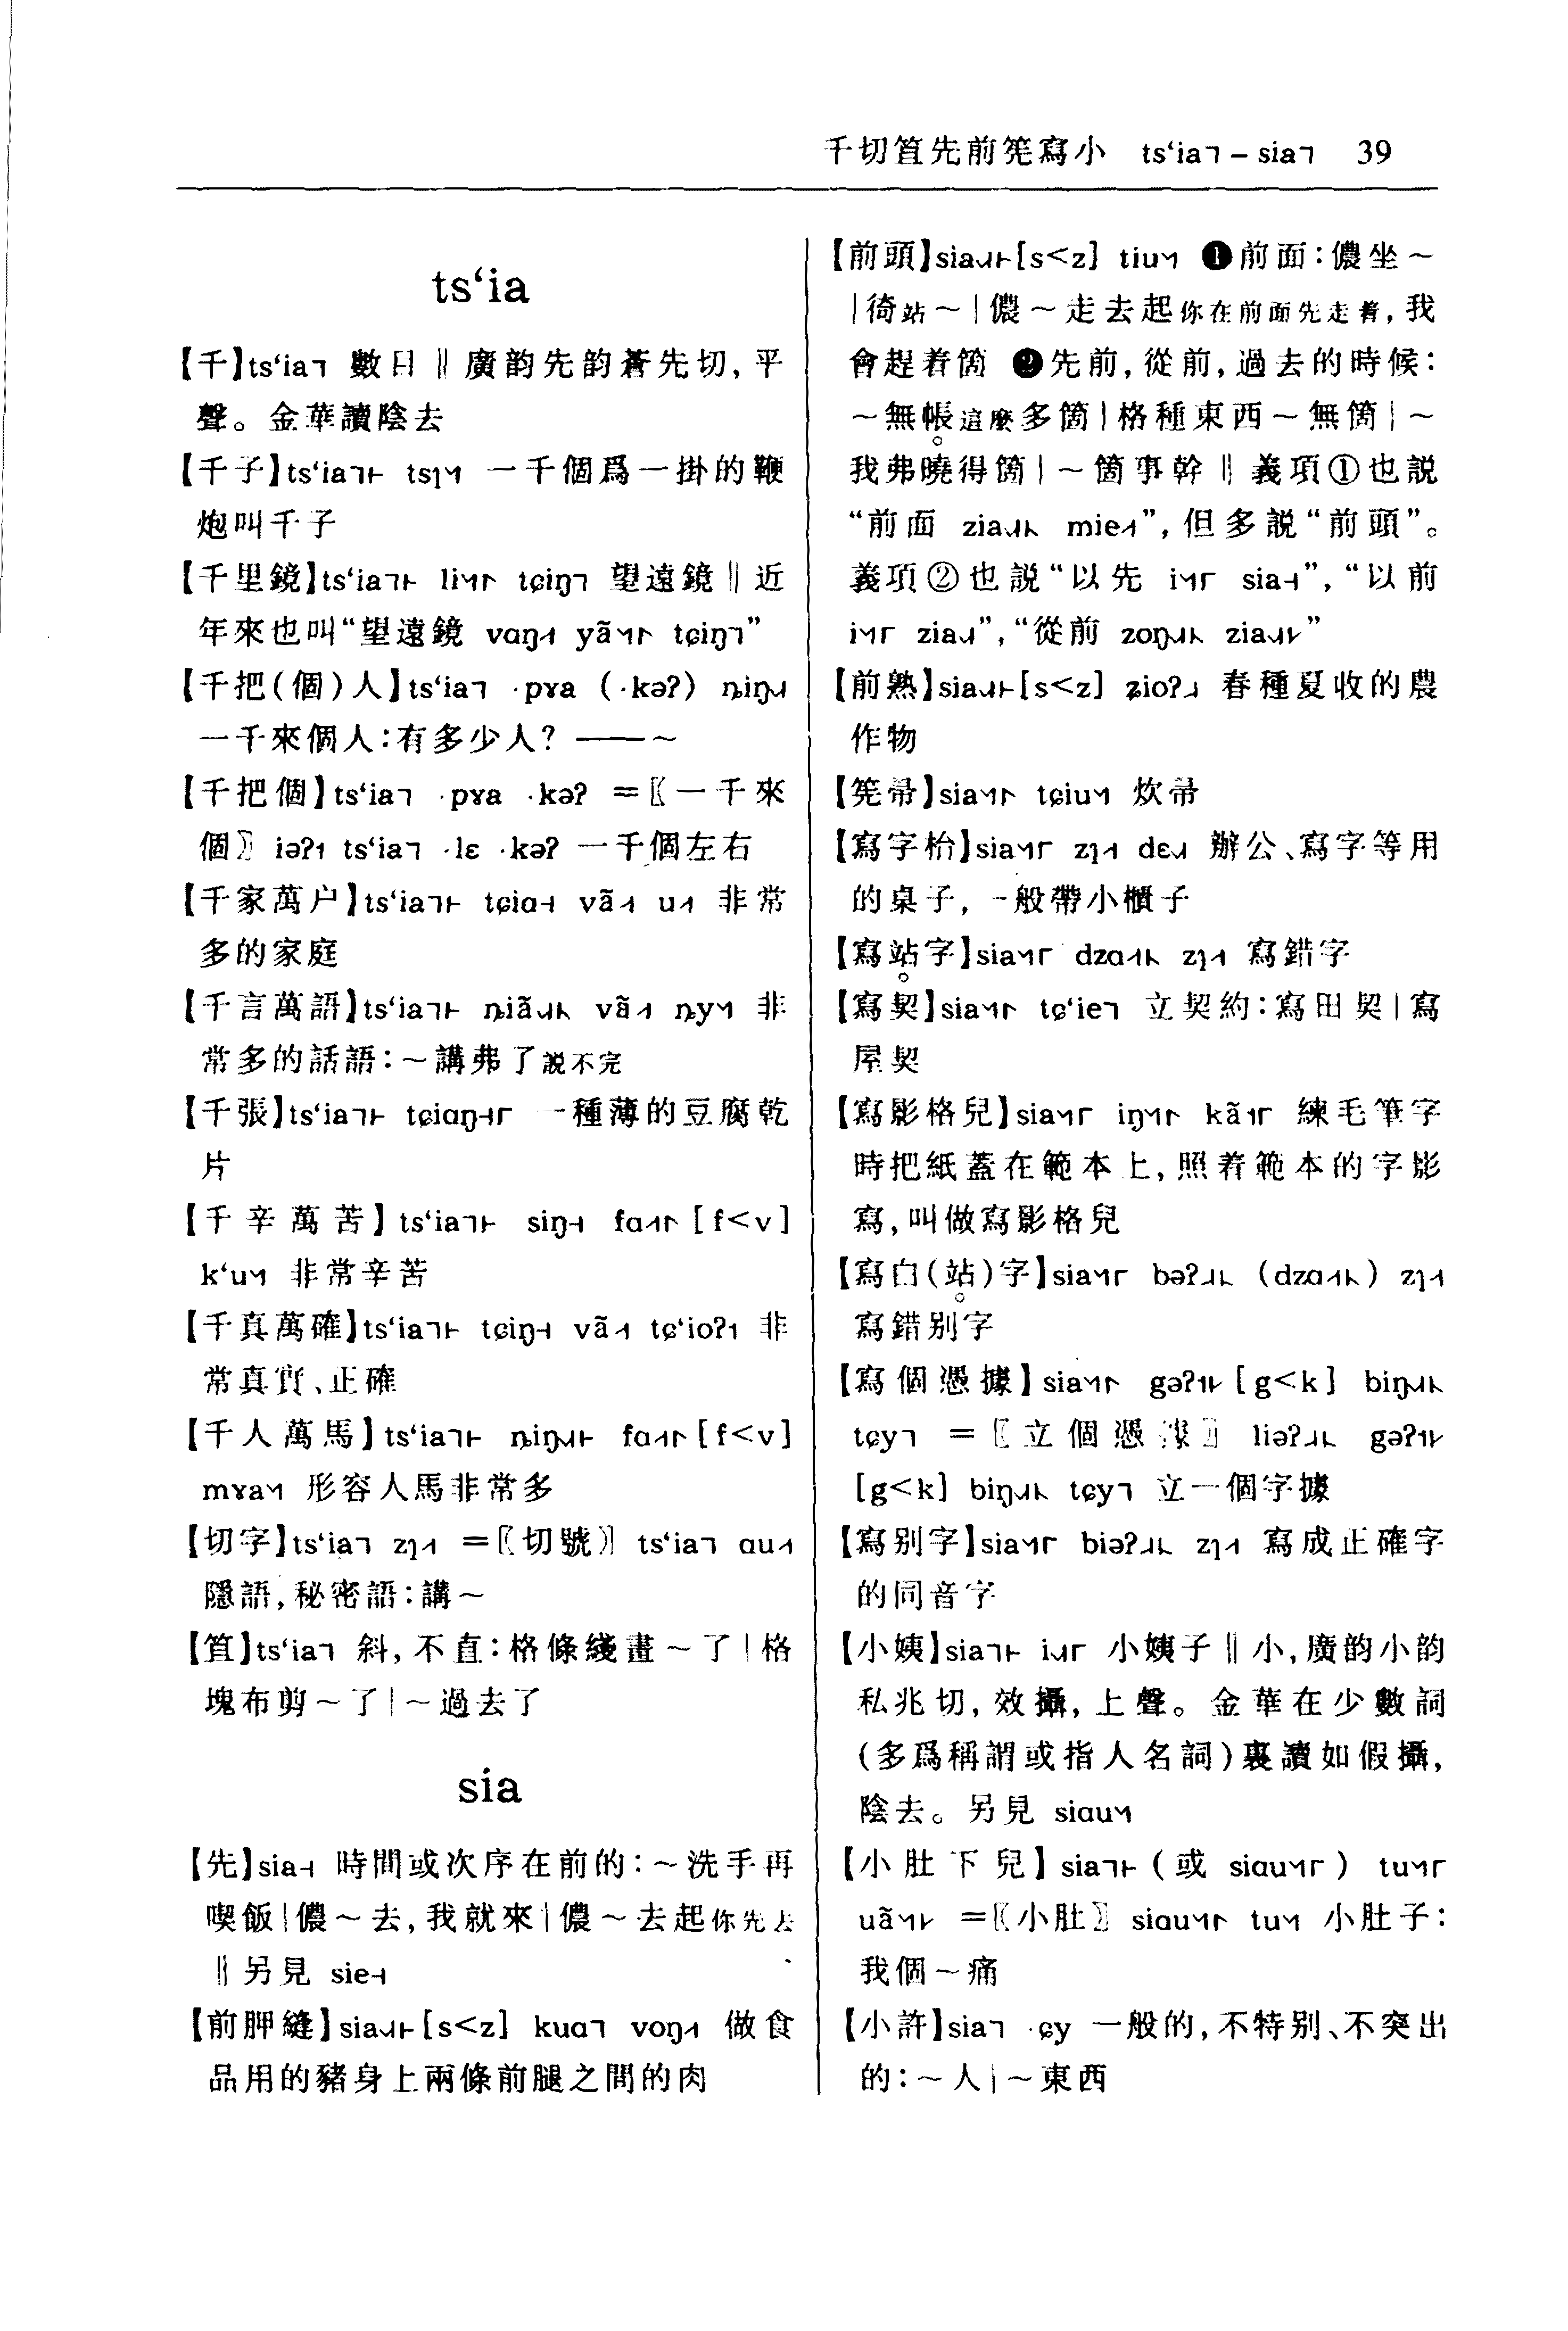 千切笡先前筅寫小 ts‘ia˥ – sia˥ 39
ts‘ia
【千】ts‘ia˥ 數目 ‖ 廣韵先韵蒼先切, 平
聲。金華讀陰去
【千子】ts‘ia˥꜔ tsɿ˥˧ 一千個爲一掛的鞭
炮叫千子
【千里鏡】ts‘ia˥꜔ li tɕiŋ˥ 望遠鏡 ‖ 近
年來也叫“望遠鏡 vɑŋ yã tɕiŋ˥”
【千把(個)人】ts‘ia˥ ·pɤa (·kəʔ) ȵiŋ
一千來個人:有多少人? ——~
【千把個】ts‘ia˥ ·pɤa ·kəʔ =〖一千來
個〗 iəʔ ts‘ia˥ ·lɛ ·kəʔ 一千個左右
【千家萬户】ts‘ia tɕiɑ vã u 非常
多的家庭
【千言萬語】ts‘ia ȵiã vã ȵy 非
常多的話語:~講弗了說不完
【千張】ts‘ia tɕiɑŋ 一種薄的豆腐乾
片
【千辛萬苦】ts‘ia siŋ fɑ [f<v]
k‘u 非常辛苦
【千真萬確】ts‘ia tɕiŋ vã tɕ‘ioʔ 非
常真實、正確
【千人萬馬】ts‘ia ȵiŋ fɑ [f<v]
mɤa 形容人馬非常多
【切字】ts‘ia˥ zɿ =〖切號〗 ts‘ia˥ ɑu
隱語, 秘密語:講~
【笡】ts‘ia˥ 斜, 不直:格條綫畫~了|格
塊布剪~了|~過去了
sia
【先】sia 時間或次序在前的:~洗手再
喫飯|儂~去, 我就來|儂~去起你先去
‖ 另見 sie
【前胛縫】sia [s<z] kuɑ˥ voŋ 做食
品用的豬身上兩條前腿之間的肉
【前頭】sia [s<z] tiu ❶前面:儂坐~
|徛站~|儂~走去起你在前面先走着, 我
會趕着箇 ❷先前, 從前, 過去的時候:
~無帳這麼多箇|格種東西~無箇|~
我弗曉得箇|~箇事幹 ‖ 義項①也説
“前面 zia mie”, 但多説“前頭”。
義項②也説“以先 i sia”, “以前
i zia”, “從前 zoŋ zia”
【前熟】sia [s<z] ʑioʔ 春種夏收的農
作物
【筅帚】sia tɕiu 炊帚
【寫字枱】sia zɿ dɛ 辦公、寫字等用
的桌子, 一般帶小櫃子
【寫站字】sia dzɑ zɿ 寫錯字
【寫契】sia tɕ‘ie˥ 立契約:寫田契|寫
屋契
【寫影格兒】sia iŋ kã 練毛筆字
時把紙蓋在範本上, 照着範本的字影
寫, 叫做寫影格兒
【寫白(站)字】sia bəʔ (dzɑ) zɿ
寫錯别字
【寫個憑據】sia gəʔ [g<k] biŋ
tɕy˥ =〖立個憑據〗 liəʔ gəʔ
[g<k] biŋ tɕy˥ 立一個字據
【寫别字】sia biəʔ zɿ 寫成正確字
的同音字
【小姨】sia i 小姨子 ‖ 小, 廣韵小韵
私兆切, 效攝, 上聲。金華在少數詞
(多爲稱謂或指人名詞)裏讀如假攝,
陰去。另見 siɑu
【小肚下兒】sia (或 siɑu) tu
uã =〖小肚〗 siɑu tu 小肚子:
我個~痛
【小許】sia˥ ·ɕy 一般的, 不特别、不突出
的:~人|~東西